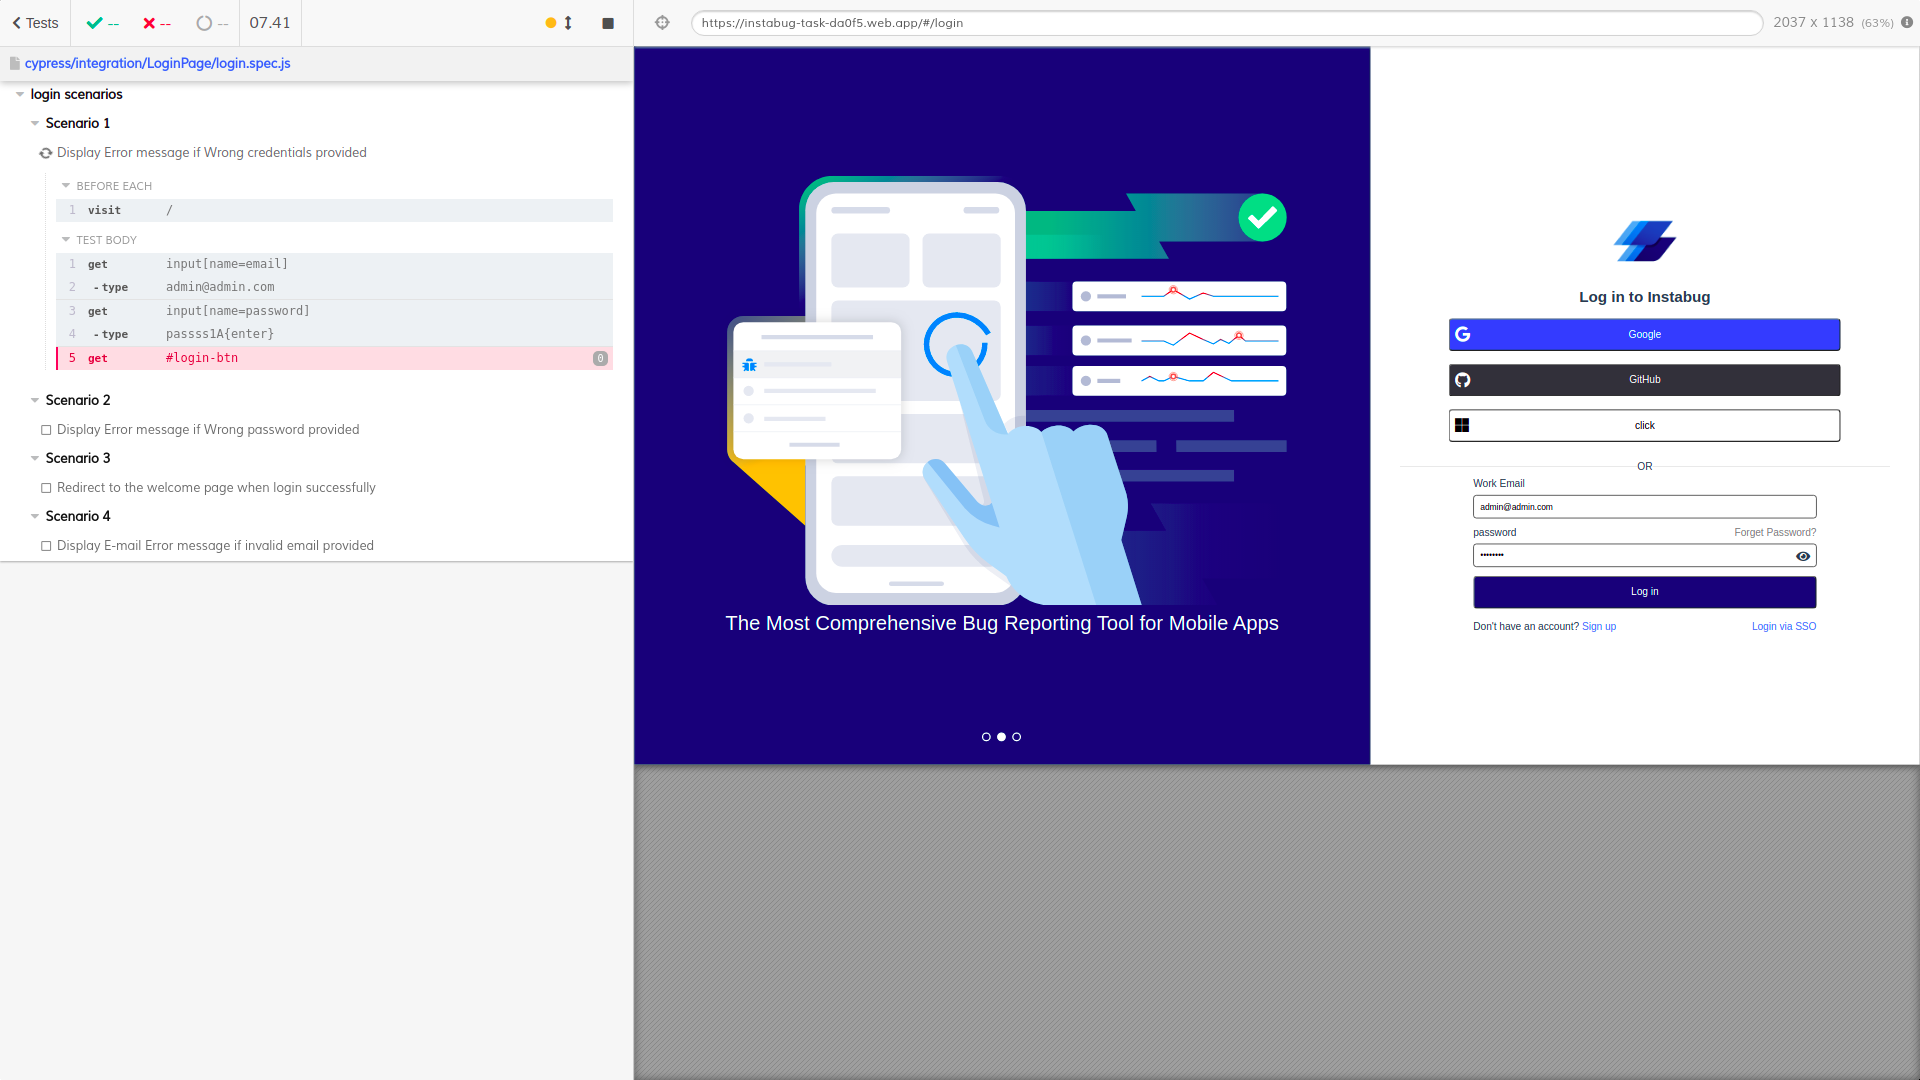 Tests
--
--
--
07.41
https://instabug-task-da0f5.web.app/#/login
2037 x 1138 (63%)
cypress/integration/LoginPage/login.spec.js
login scenarios
Scenario 1
Display Error message if Wrong credentials provided
BEFORE EACH
1 visit /
TEST BODY
1 get input[name=email]
2 -type admin@admin.com
3 get input[name=password]
4 -type passss1A{enter}
5 get #login-btn 0
Scenario 2
Display Error message if Wrong password provided
Scenario 3
Redirect to the welcome page when login successfully
Scenario 4
Display E-mail Error message if invalid email provided
The Most Comprehensive Bug Reporting Tool for Mobile Apps
Log in to Instabug
Google
GitHub
click
OR
Work Email
admin@admin.com
password Forget Password?
••••••••
Log in
Don't have an account? Sign up Login via SSO